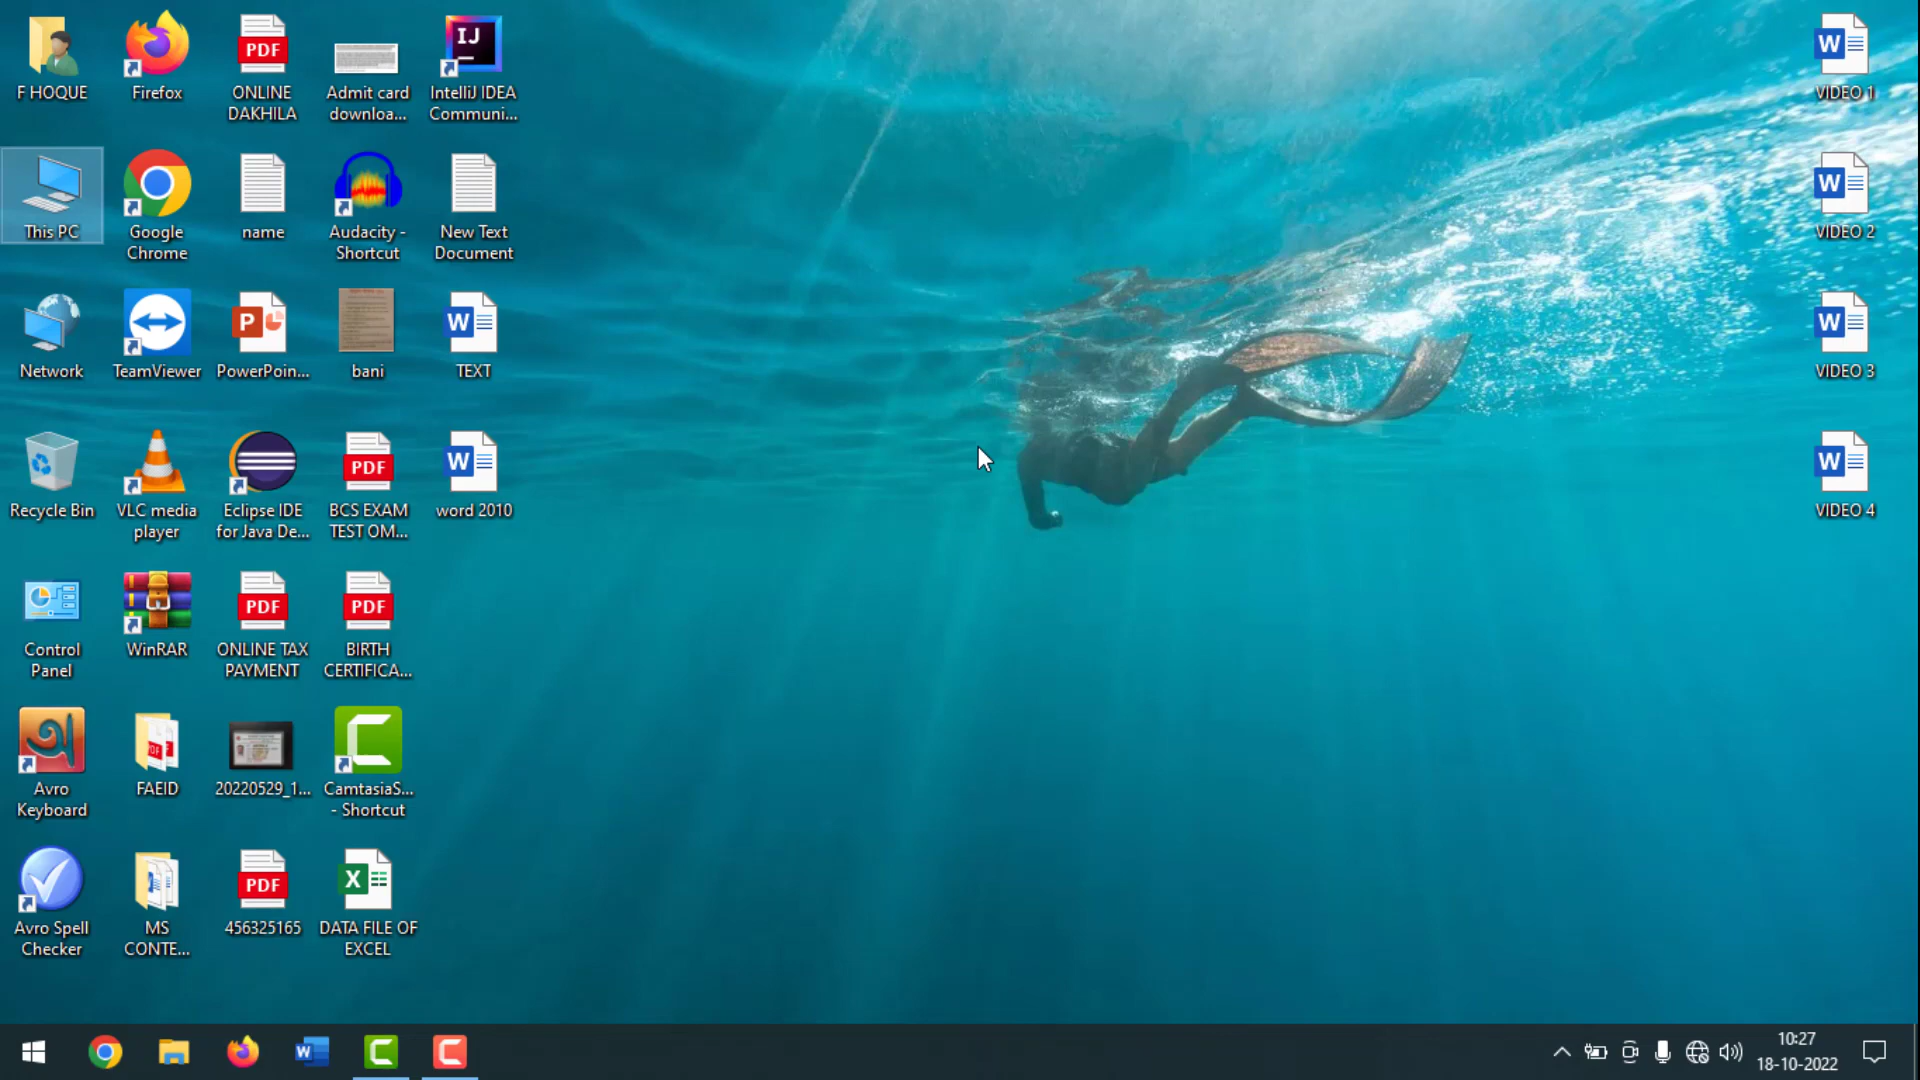 F HOQUE
Firefox
ONLINE
DAKHILA
Admit card
downloa...
IntelliJ IDEA
Communi...
VIDEO 1
This PC
Google
Chrome
name
Audacity -
Shortcut
New Text
Document
VIDEO 2
Network
TeamViewer
PowerPoin...
bani
TEXT
VIDEO 3
Recycle Bin
VLC media
player
Eclipse IDE
for Java De...
BCS EXAM
TEST OM...
word 2010
VIDEO 4
Control
Panel
WinRAR
ONLINE TAX
PAYMENT
BIRTH
CERTIFICA...
Avro
Keyboard
FAEID
20220529_1...
CamtasiaS...
- Shortcut
Avro Spell
Checker
MS
CONTE...
456325165
DATA FILE OF
EXCEL
PDF
IJ
W
W
P
W
W
PDF
W
W
PDF
PDF
অ
PDF
PDF
X
W
10:27
18-10-2022